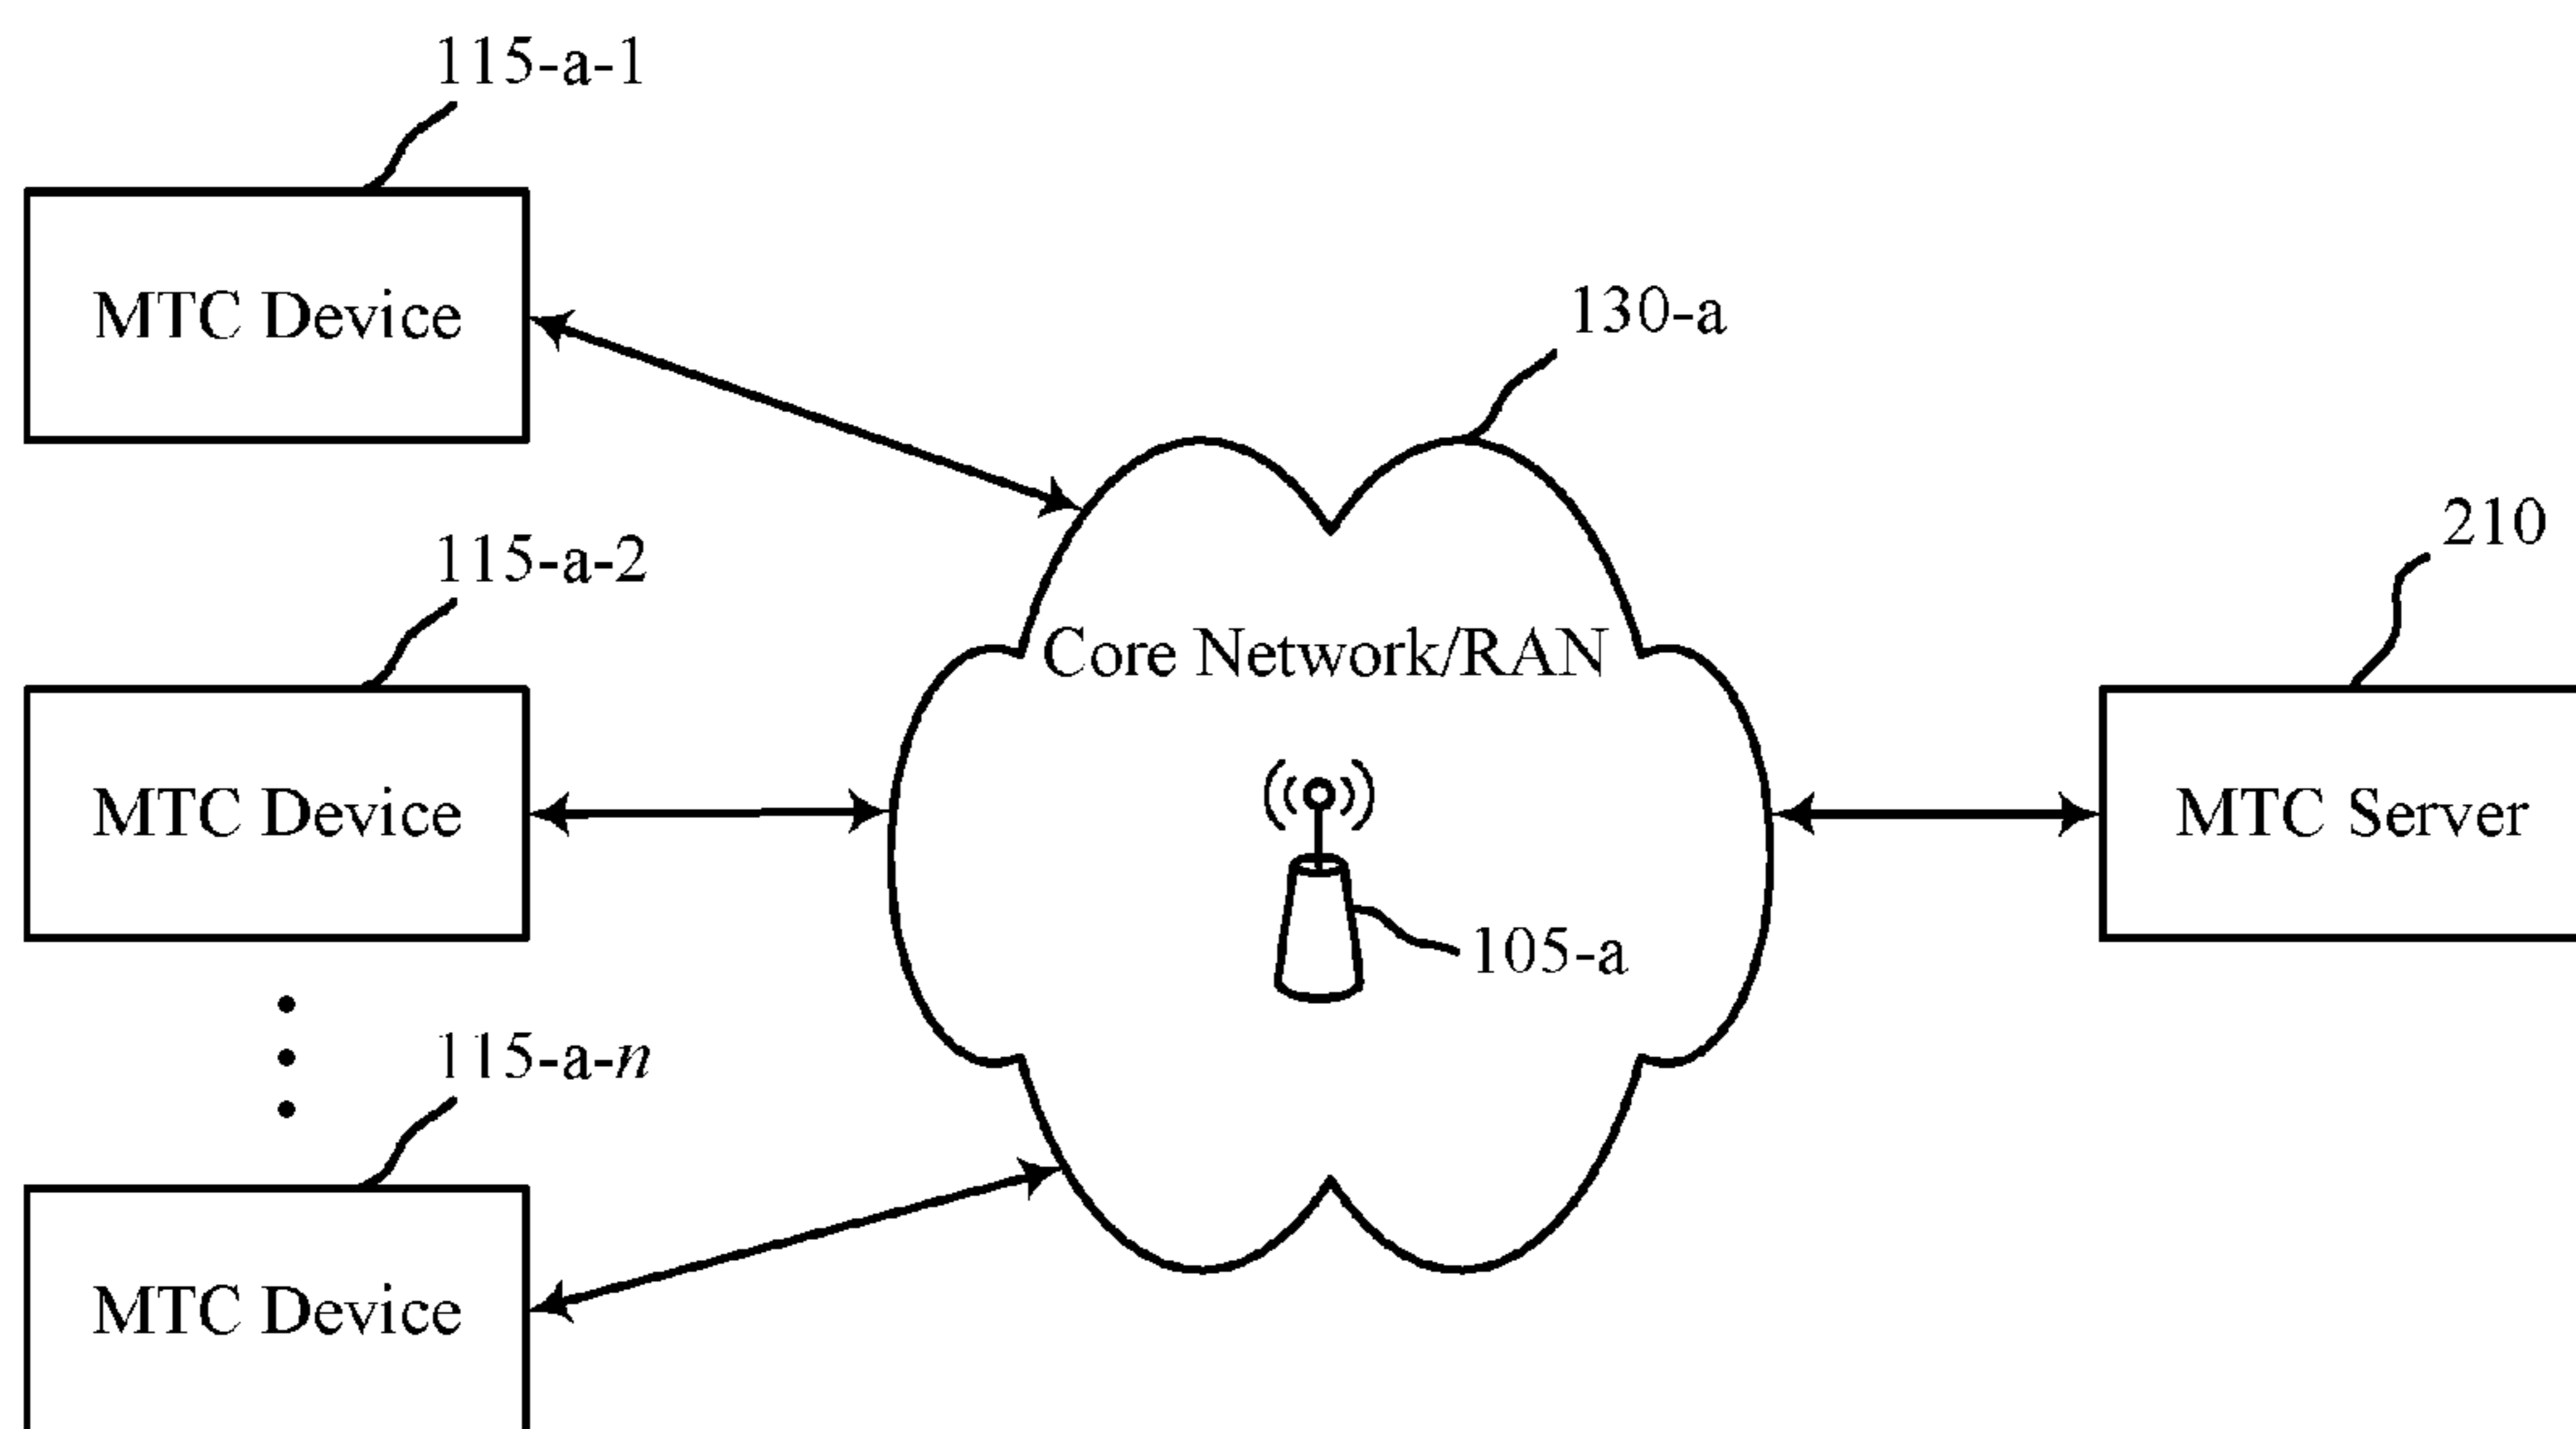 115-a-1
MTC Device
130-a
115-a-2
210
Core Network/RAN
MTC Device
MTC Server
105-a
115-a-n
MTC Device